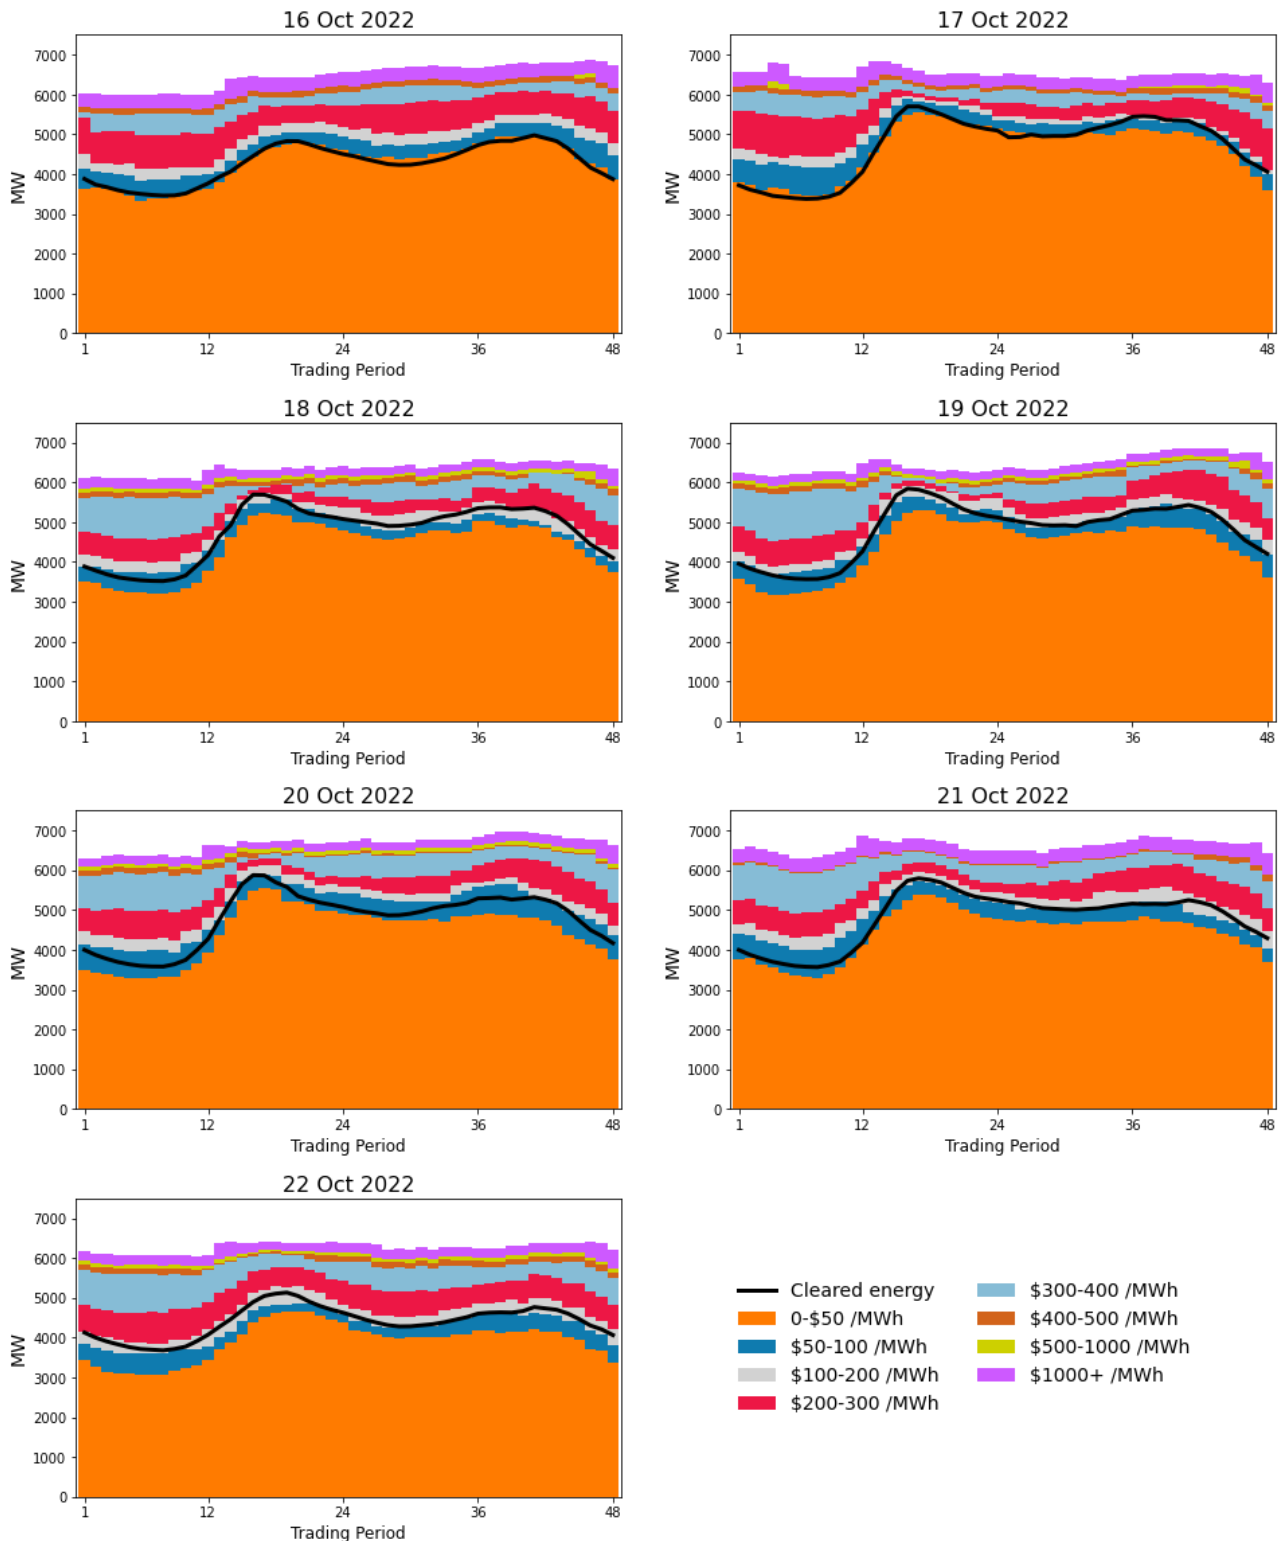 16 Oct 2022
7000
6000
5000
4000
3000
2000
1000
0
MW
1 12 24 36 48
Trading Period
17 Oct 2022
7000
6000
5000
4000
3000
2000
1000
0
MW
1 12 24 36 48
Trading Period
18 Oct 2022
7000
6000
5000
4000
3000
2000
1000
0
MW
1 12 24 36 48
Trading Period
19 Oct 2022
7000
6000
5000
4000
3000
2000
1000
0
MW
1 12 24 36 48
Trading Period
20 Oct 2022
7000
6000
5000
4000
3000
2000
1000
0
MW
1 12 24 36 48
Trading Period
21 Oct 2022
7000
6000
5000
4000
3000
2000
1000
0
MW
1 12 24 36 48
Trading Period
22 Oct 2022
7000
6000
5000
4000
3000
2000
1000
0
MW
1 12 24 36 48
Trading Period
Cleared energy
0-$50 /MWh
$50-100 /MWh
$100-200 /MWh
$200-300 /MWh
$300-400 /MWh
$400-500 /MWh
$500-1000 /MWh
$1000+ /MWh